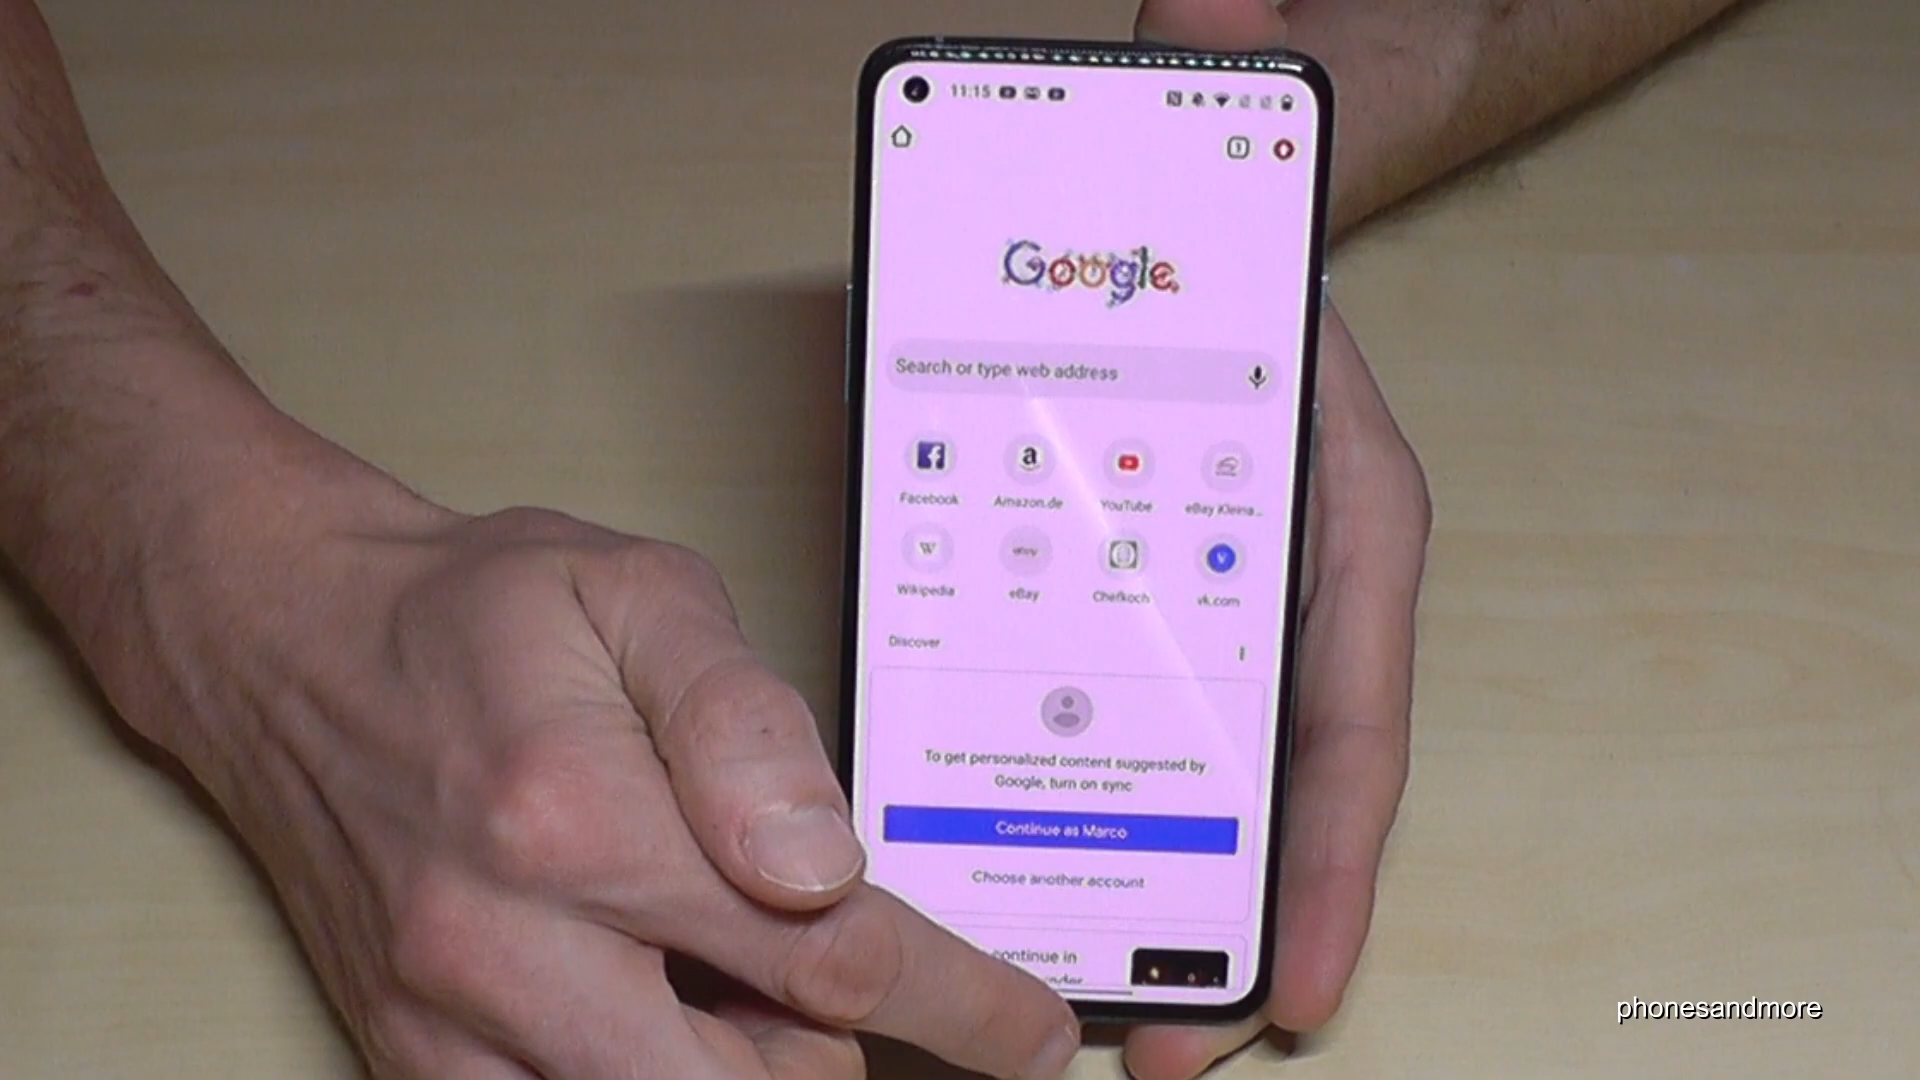 11:15
Google
Search or type web address
Facebook
Amazon.de
YouTube
eBay Kleina...
Wikipedia
eBay
Chefkoch
vk.com
Discover
To get personalized content suggested by
Google, turn on sync
Continue as Marco
Choose another account
continue in
phonesandmore